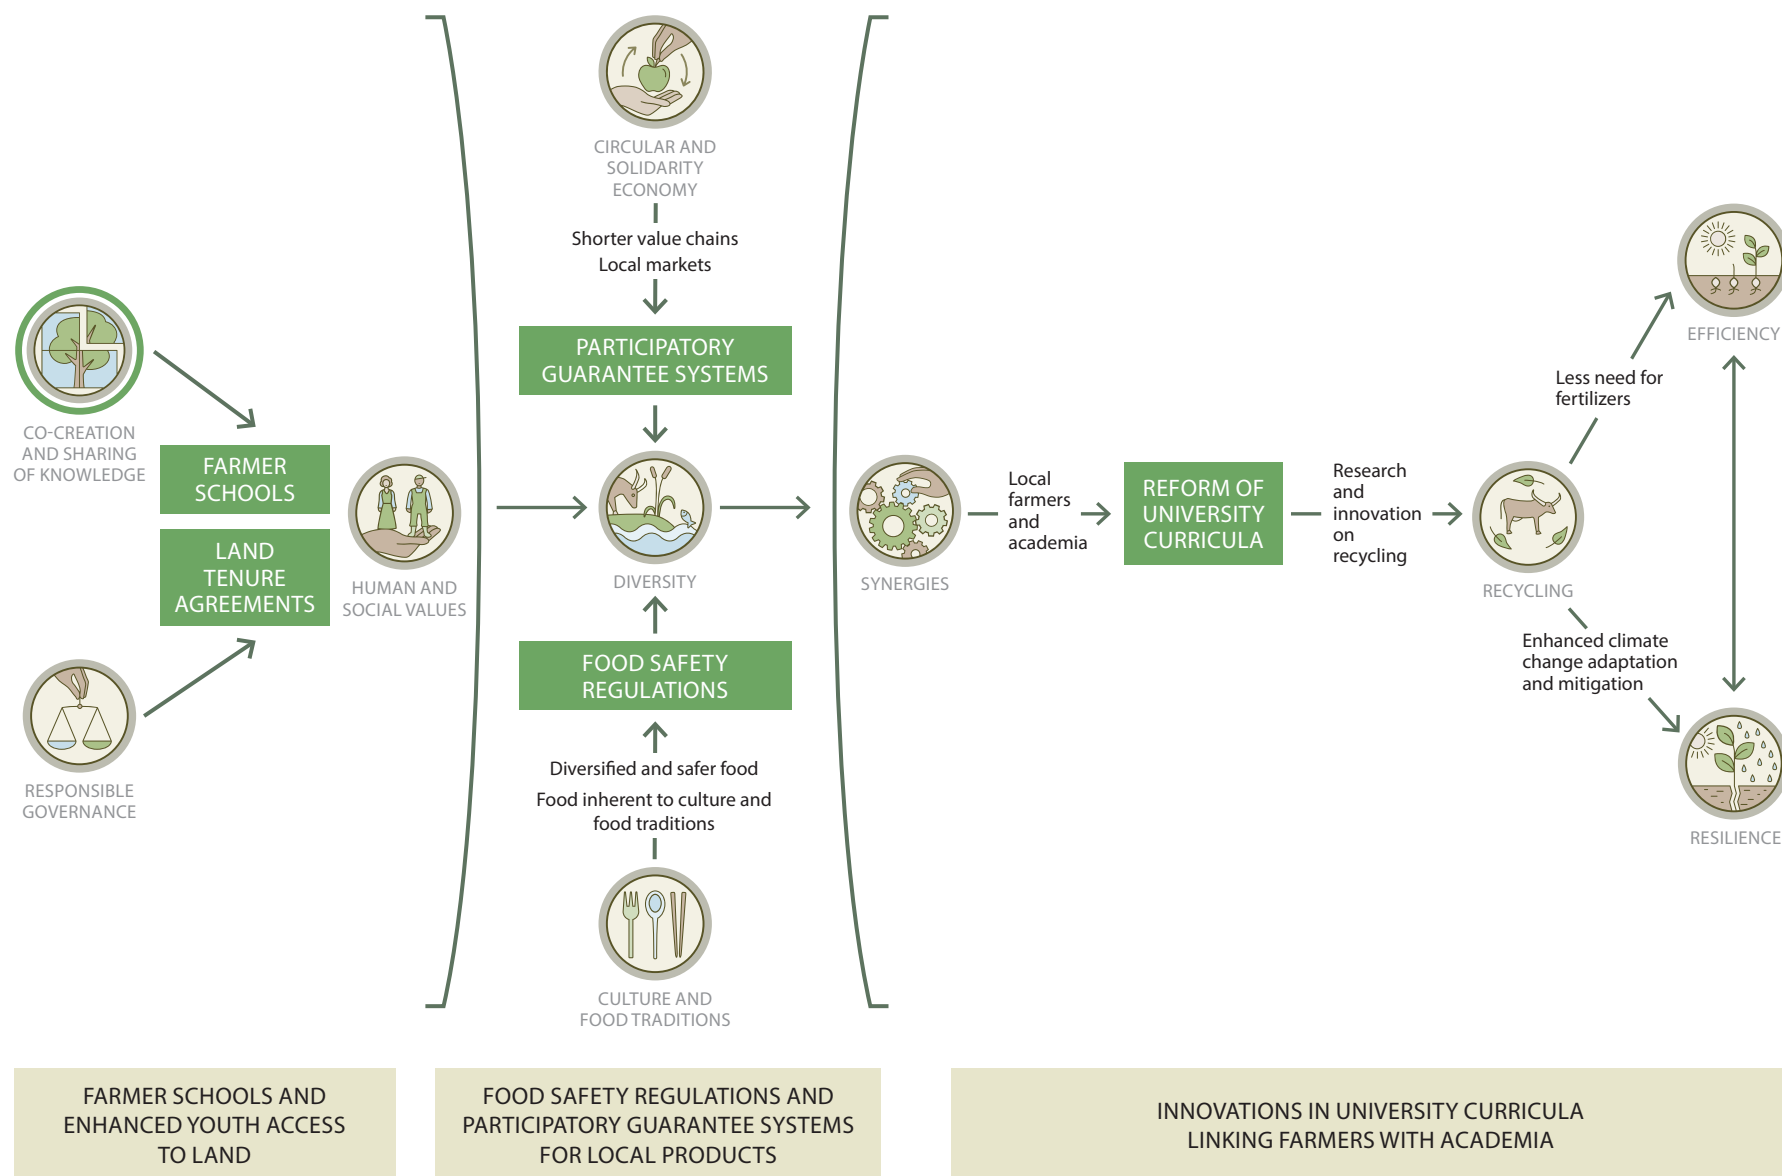 CIRCULAR AND
SOLIDARITY
ECONOMY
Shorter value chains
Local markets
PARTICIPATORY
GUARANTEE SYSTEMS
CO-CREATION
AND SHARING
OF KNOWLEDGE
FARMER
SCHOOLS
LAND
TENURE
AGREEMENTS
HUMAN AND
SOCIAL VALUES
RESPONSIBLE
GOVERNANCE
DIVERSITY
FOOD SAFETY
REGULATIONS
Diversified and safer food
Food inherent to culture and
food traditions
CULTURE AND
FOOD TRADITIONS
SYNERGIES
Local
farmers
and
academia
REFORM OF
UNIVERSITY
CURRICULA
Research
and
innovation
on
recycling
RECYCLING
Less need for
fertilizers
EFFICIENCY
Enhanced climate
change adaptation
and mitigation
RESILIENCE
FARMER SCHOOLS AND
ENHANCED YOUTH ACCESS
TO LAND
FOOD SAFETY REGULATIONS AND
PARTICIPATORY GUARANTEE SYSTEMS
FOR LOCAL PRODUCTS
INNOVATIONS IN UNIVERSITY CURRICULA
LINKING FARMERS WITH ACADEMIA